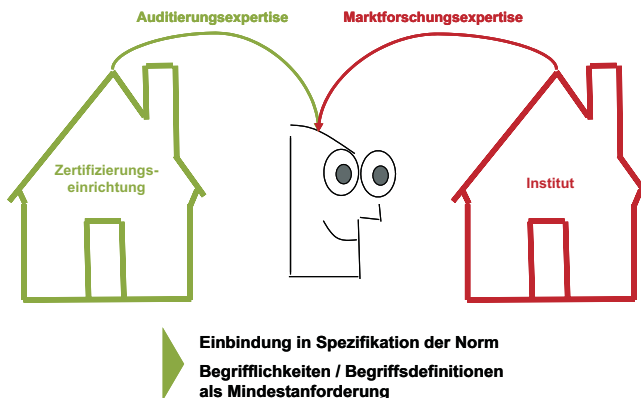 Auditierungsexpertise
Marktforschungsexpertise
Zertifizierungs-
einrichtung
Institut
Einbindung in Spezifikation der Norm
Begrifflichkeiten / Begriffsdefinitionen
als Mindestanforderung